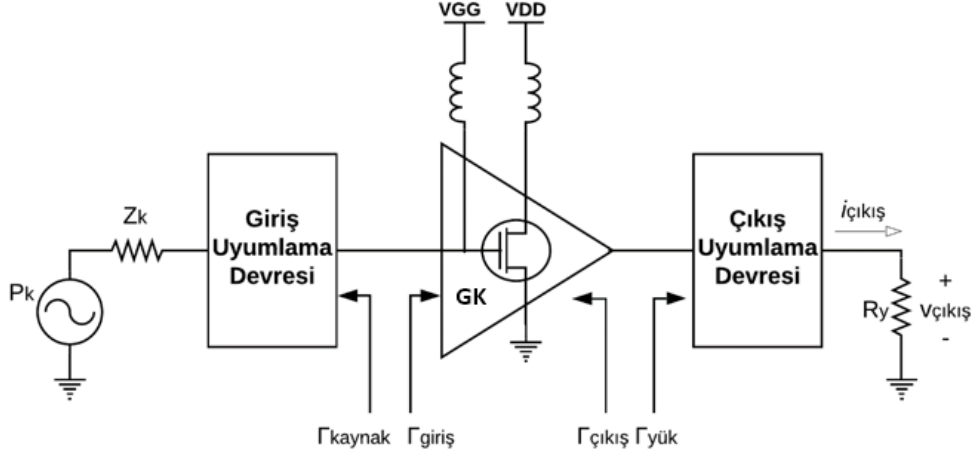 VGG
VDD
Zk
Giriş
Uyumlama
Devresi
Çıkış
Uyumlama
Devresi
içıkış
Pk
GK
Ry
+
vçıkış
-
Γkaynak
Γgiriş
Γçıkış
Γyük